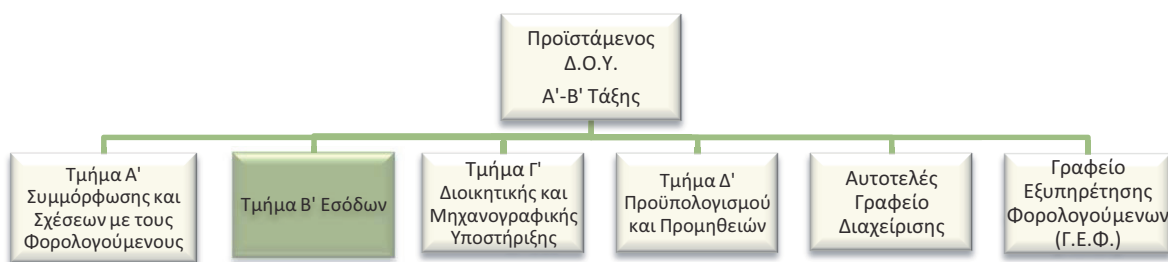 Προϊστάμενος
Δ.Ο.Υ.
Α'-Β' Τάξης
Τμήμα Α'
Συμμόρφωσης και
Σχέσεων με τους
Φορολογούμενους
Τμήμα Β' Εσόδων
Τμήμα Γ'
Διοικητικής και
Μηχανογραφικής
Υποστήριξης
Τμήμα Δ'
Προϋπολογισμού
και Προμηθειών
Αυτοτελές
Γραφείο
Διαχείρισης
Γραφείο
Εξυπηρέτησης
Φορολογούμενων
(Γ.Ε.Φ.)